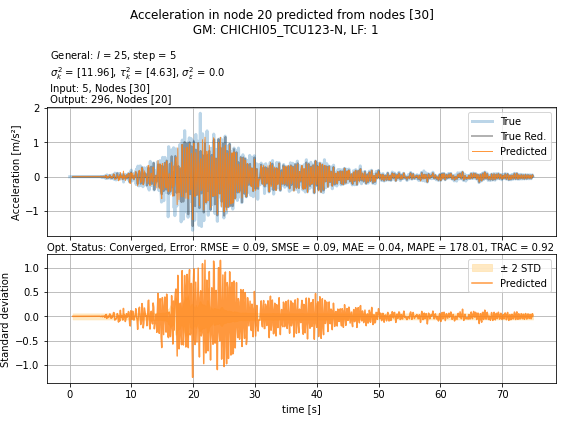 Acceleration in node 20 predicted from nodes [30]
GM: CHICHI05_TCU123-N, LF: 1
General: l = 25, step = 5
σ²ₖ = [11.96], τ²ₖ = [4.63], σ²ε = 0.0
Input: 5, Nodes [30]
Output: 296, Nodes [20]
2
1
0
−1
Acceleration [m/s²]
True
True Red.
Predicted
Opt. Status: Converged, Error: RMSE = 0.09, SMSE = 0.09, MAE = 0.04, MAPE = 178.01, TRAC = 0.92
1.0
0.5
0.0
−0.5
−1.0
Standard deviation
± 2 STD
Predicted
0 10 20 30 40 50 60 70
time [s]